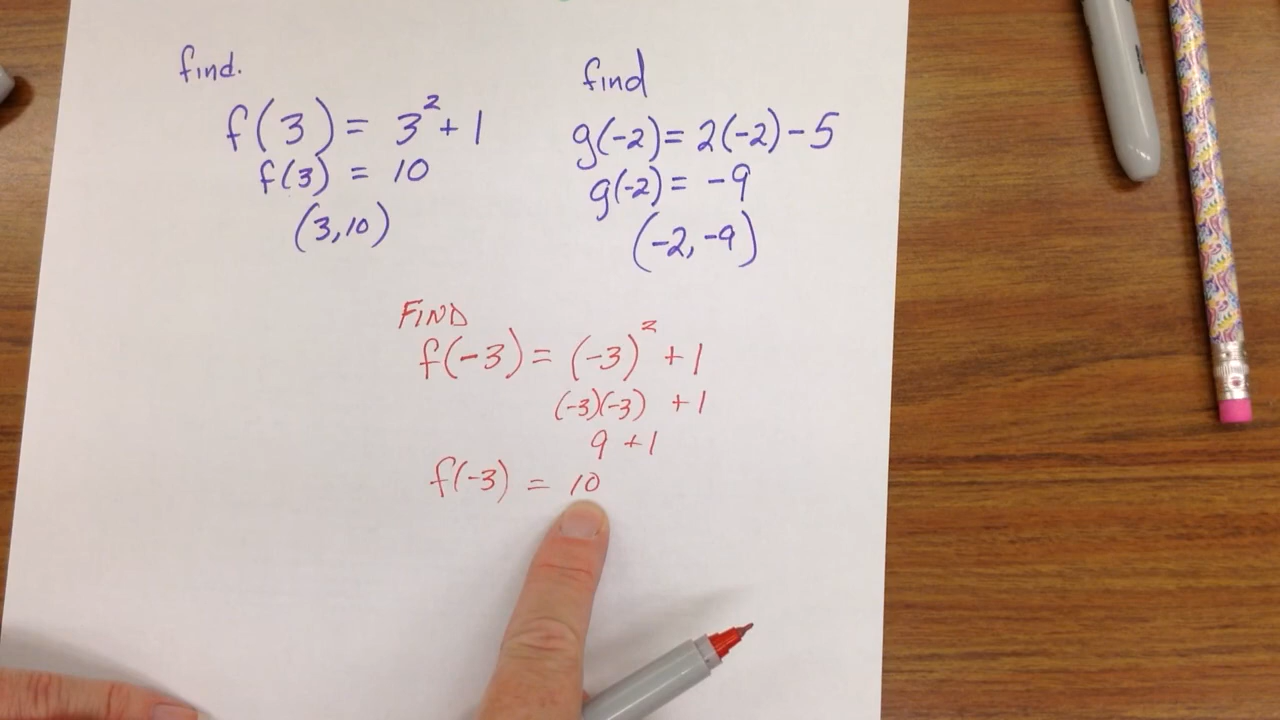 find.
f(3) = 3² + 1
f(3) = 10
(3,10)
find
g(-2) = 2(-2) - 5
g(-2) = -9
(-2, -9)
FIND
f(-3) = (-3)² + 1
(-3)(-3) + 1
9 + 1
f(-3) = 10